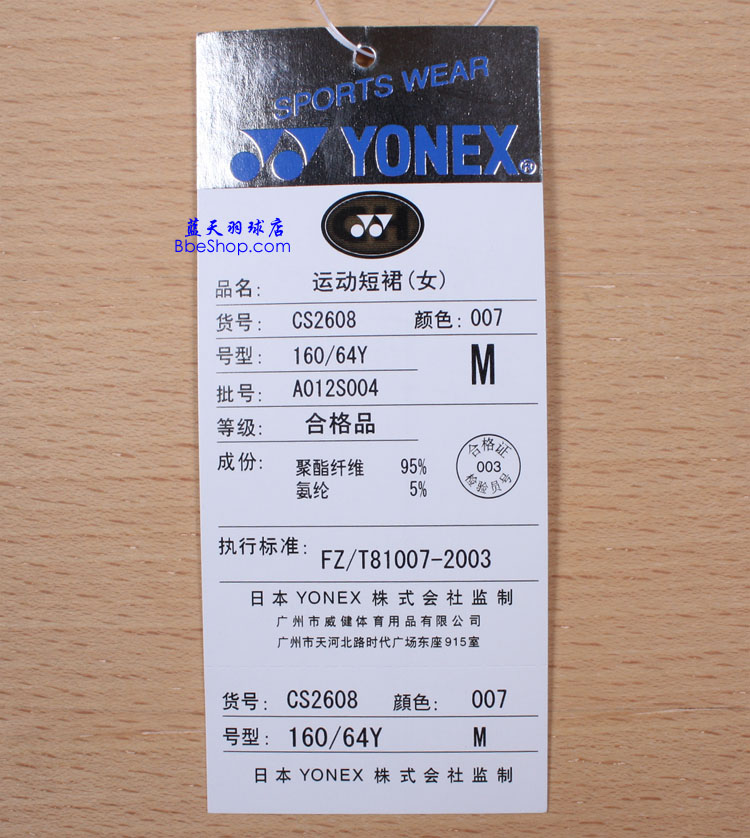 SPORTS WEAR
YONEX®
蓝天羽球店
BbeShop.com
品名: 运动短裙(女)
货号: CS2608 颜色: 007
号型: 160/64Y M
批号: A012S004
等级: 合格品
成份: 聚酯纤维 95%
氨纶 5%
合格证
003
检验员号
执行标准: FZ/T81007-2003
日本 YONEX 株式会社监制
广州市威健体育用品有限公司
广州市天河北路时代广场东座915室
货号: CS2608 顔色: 007
号型: 160/64Y M
日本 YONEX 株式会社监制